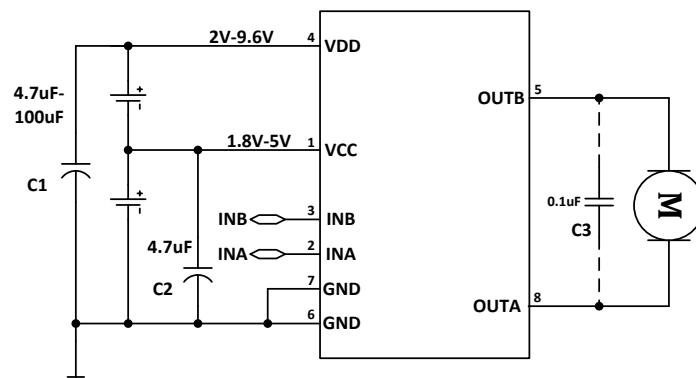 2V-9.6V
4
VDD
4.7uF-
100uF
+
-
C1
1.8V-5V
1
VCC
+
-
INB
3
INB
INA
2
INA
4.7uF
C2
7
GND
6
GND
OUTB
5
0.1uF
C3
M
OUTA
8